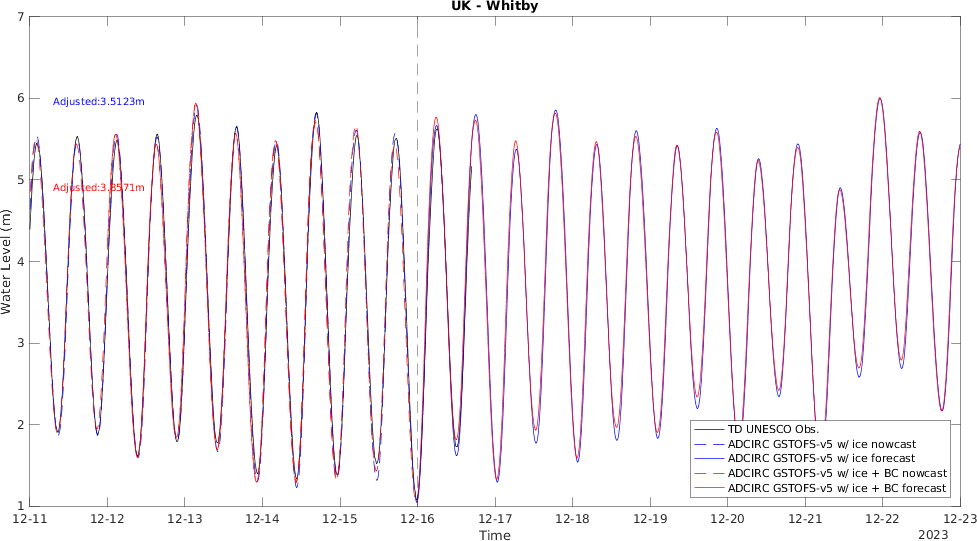 UK - Whitby
7
6
5
4
3
2
1
Water Level (m)
Adjusted:3.5123m
Adjusted:3.3571m
TD UNESCO Obs.
ADCIRC GSTOFS-v5 w/ ice nowcast
ADCIRC GSTOFS-v5 w/ ice forecast
ADCIRC GSTOFS-v5 w/ ice + BC nowcast
ADCIRC GSTOFS-v5 w/ ice + BC forecast
12-11 12-12 12-13 12-14 12-15 12-16 12-17 12-18 12-19 12-20 12-21 12-22 12-23
Time
2023